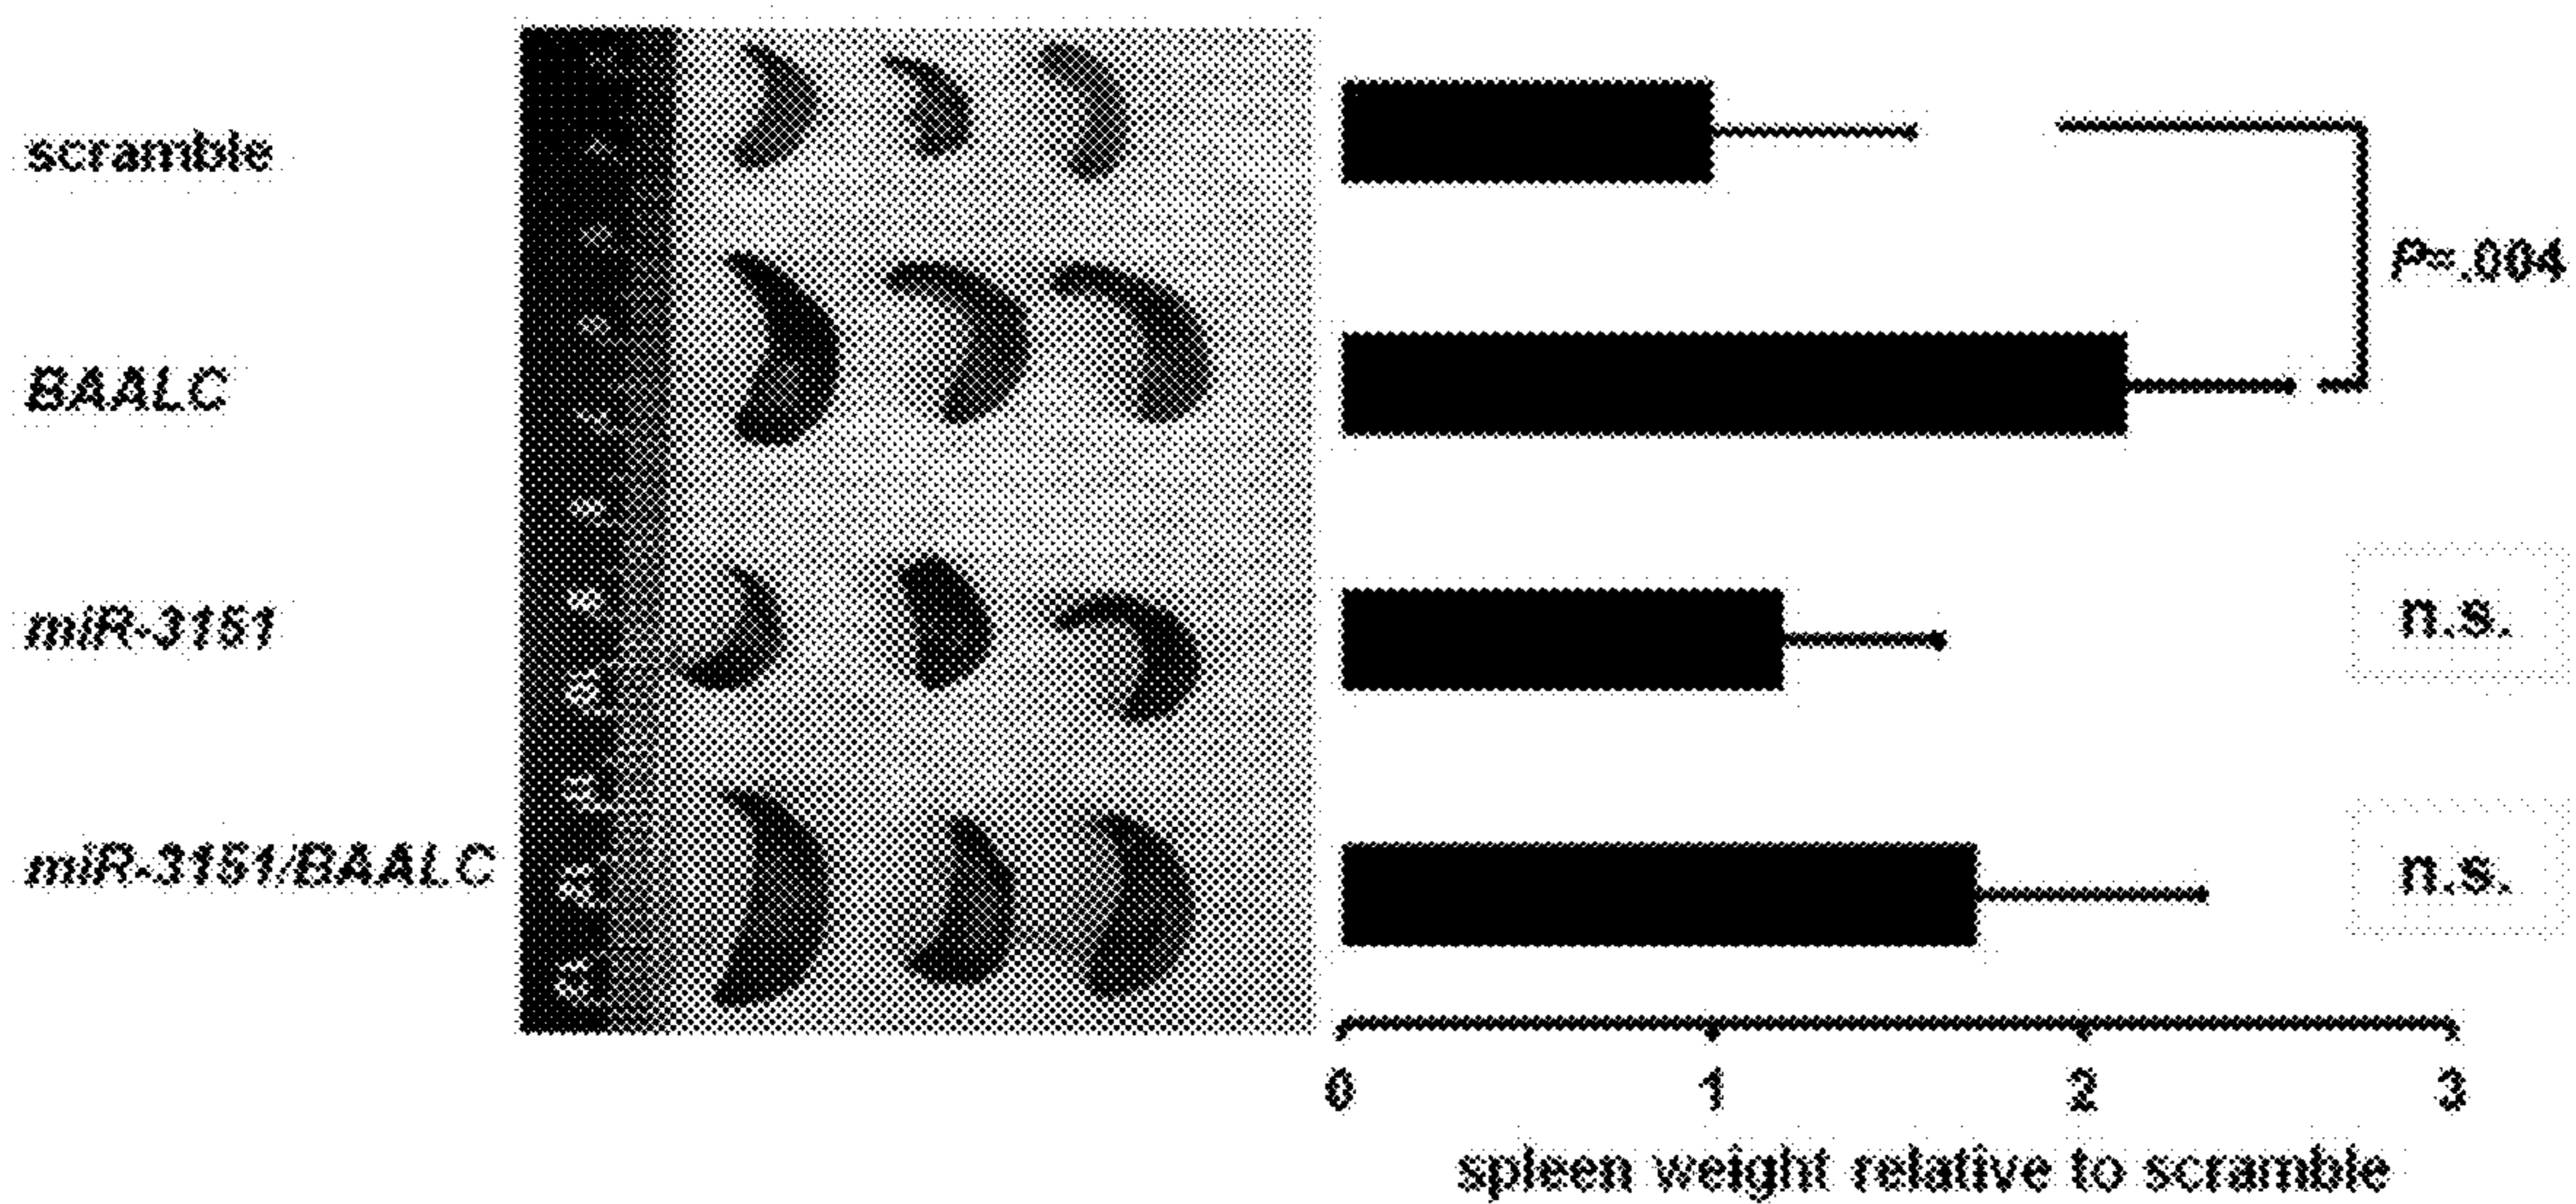 scramble
P=.004
BAALC
miR-3151
n.s.
miR-3151/BAALC
n.s.
0 1 2 3
spleen weight relative to scramble